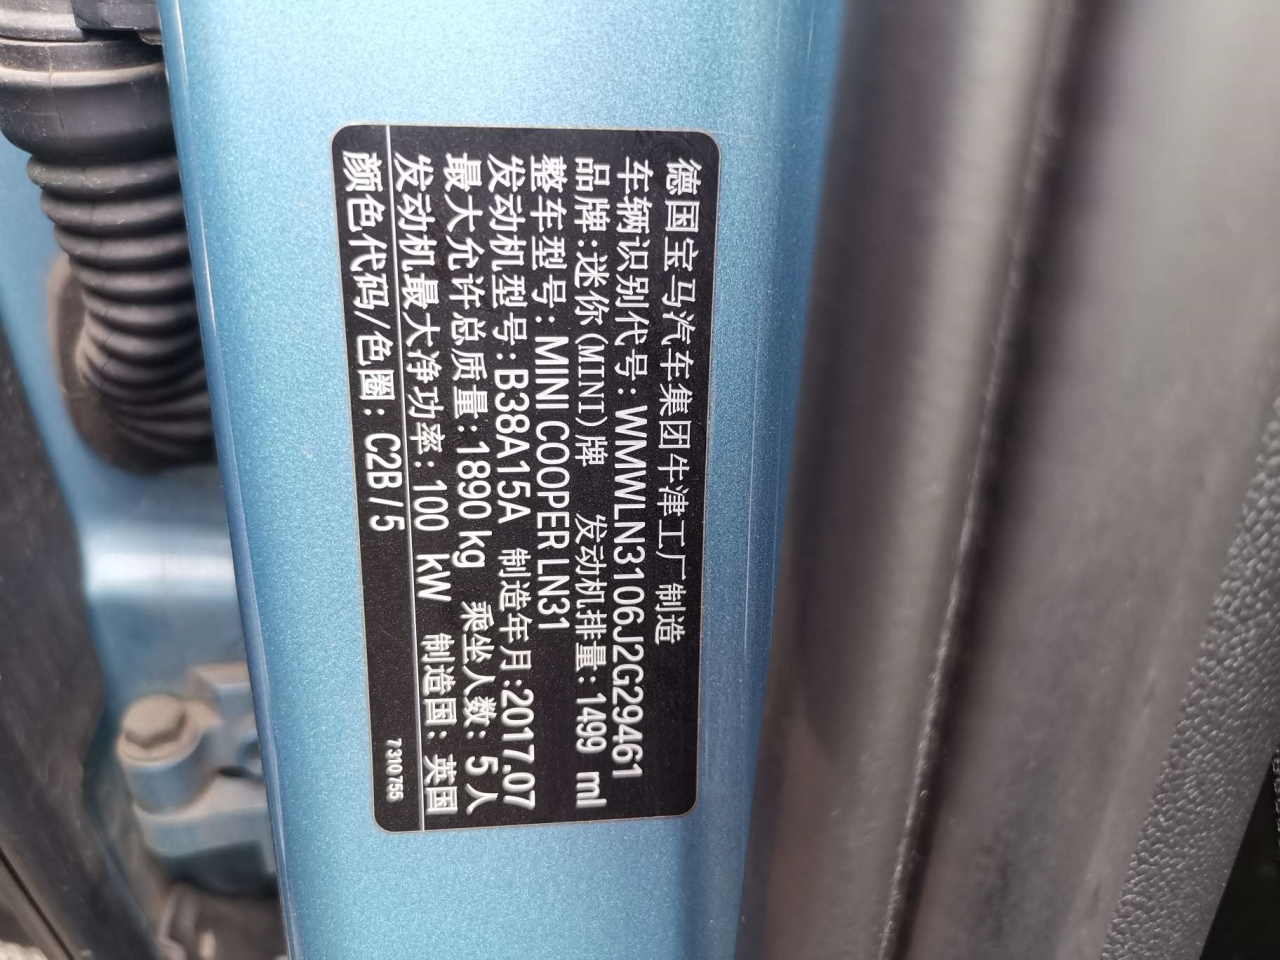 德国宝马汽车集团牛津工厂制造
车辆识别代号:WMWLN3106J2G29461
品牌:迷你(MINI)牌 发动机排量:1499 ml
整车型号:MINI COOPER LN31
发动机型号:B38A15A 制造年月:2017.07
最大允许总质量:1890 kg 乘坐人数:5人
发动机最大净功率:100 kW 制造国:英国
颜色代码/色圈:C2B/5
7 310 755